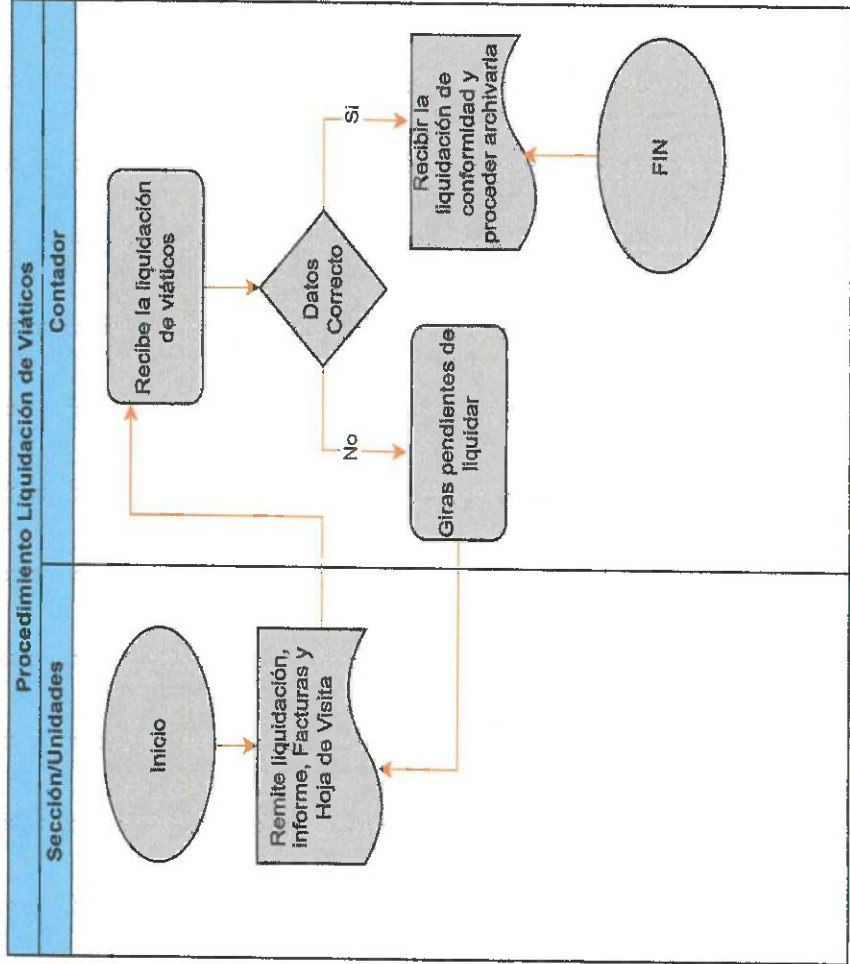 Procedimiento Liquidación de Viáticos
Sección/Unidades
Contador
Inicio
Remite liquidación,
informe, Facturas y
Hoja de Visita
Recibe la liquidación
de viáticos
Datos
Correcto
No
Si
Giras pendientes de
liquidar
Recibir la
liquidación de
conformidad y
proceder archivarla
FIN